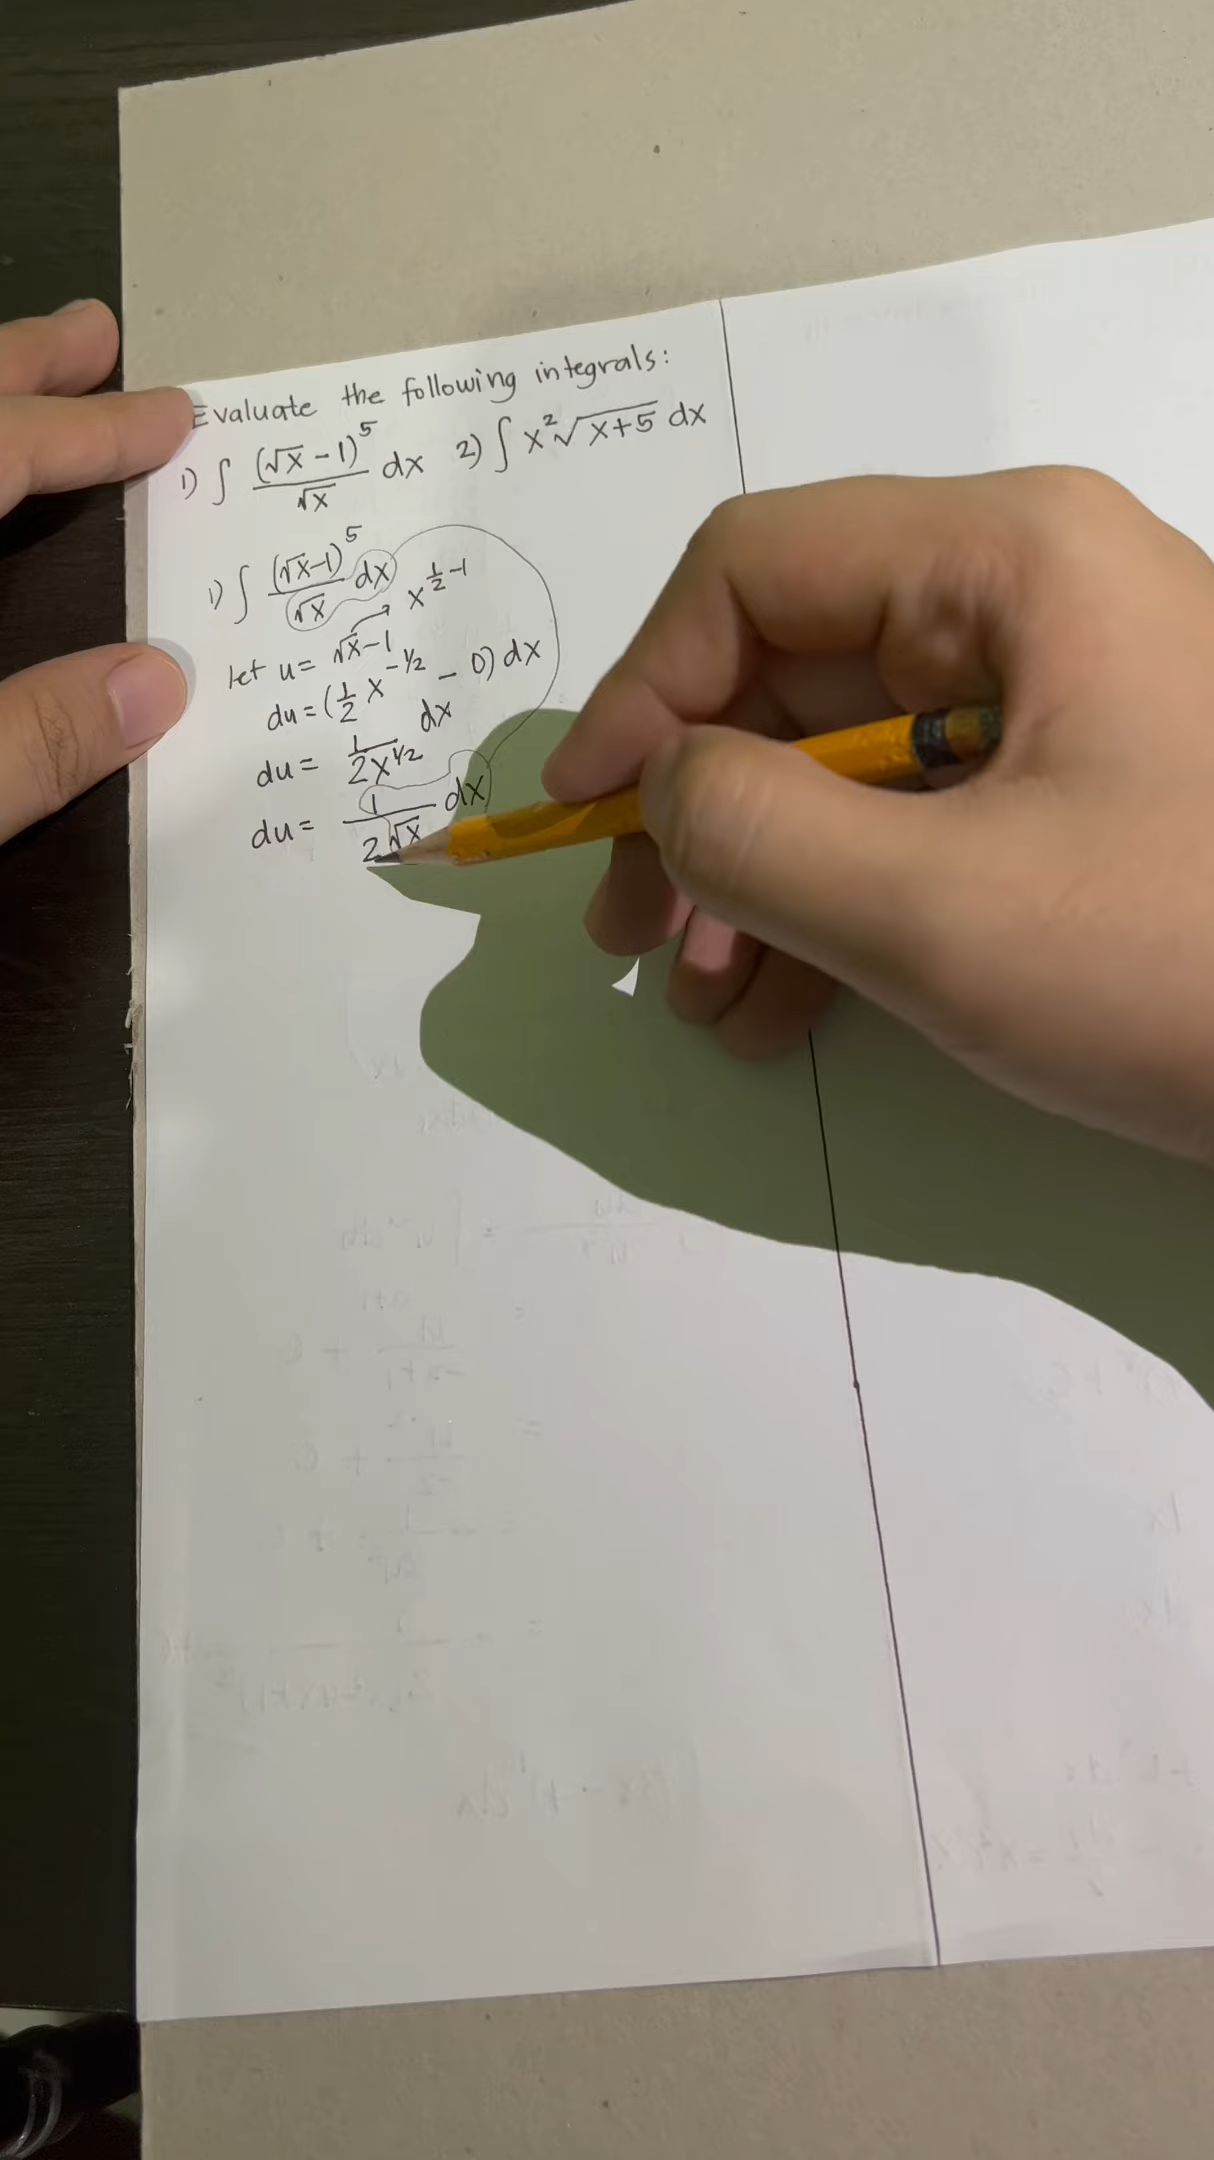 Evaluate the following integrals:
1) ∫ (√x - 1)^5 / √x dx 2) ∫ x^2 √x+5 dx
1) ∫ (√x-1)^5 / √x dx
x^(1/2 -1)
let u = √x-1
du = (1/2 x^(-1/2) - 0) dx
du = 1 / 2x^(1/2) dx
du = 1 / 2√x dx